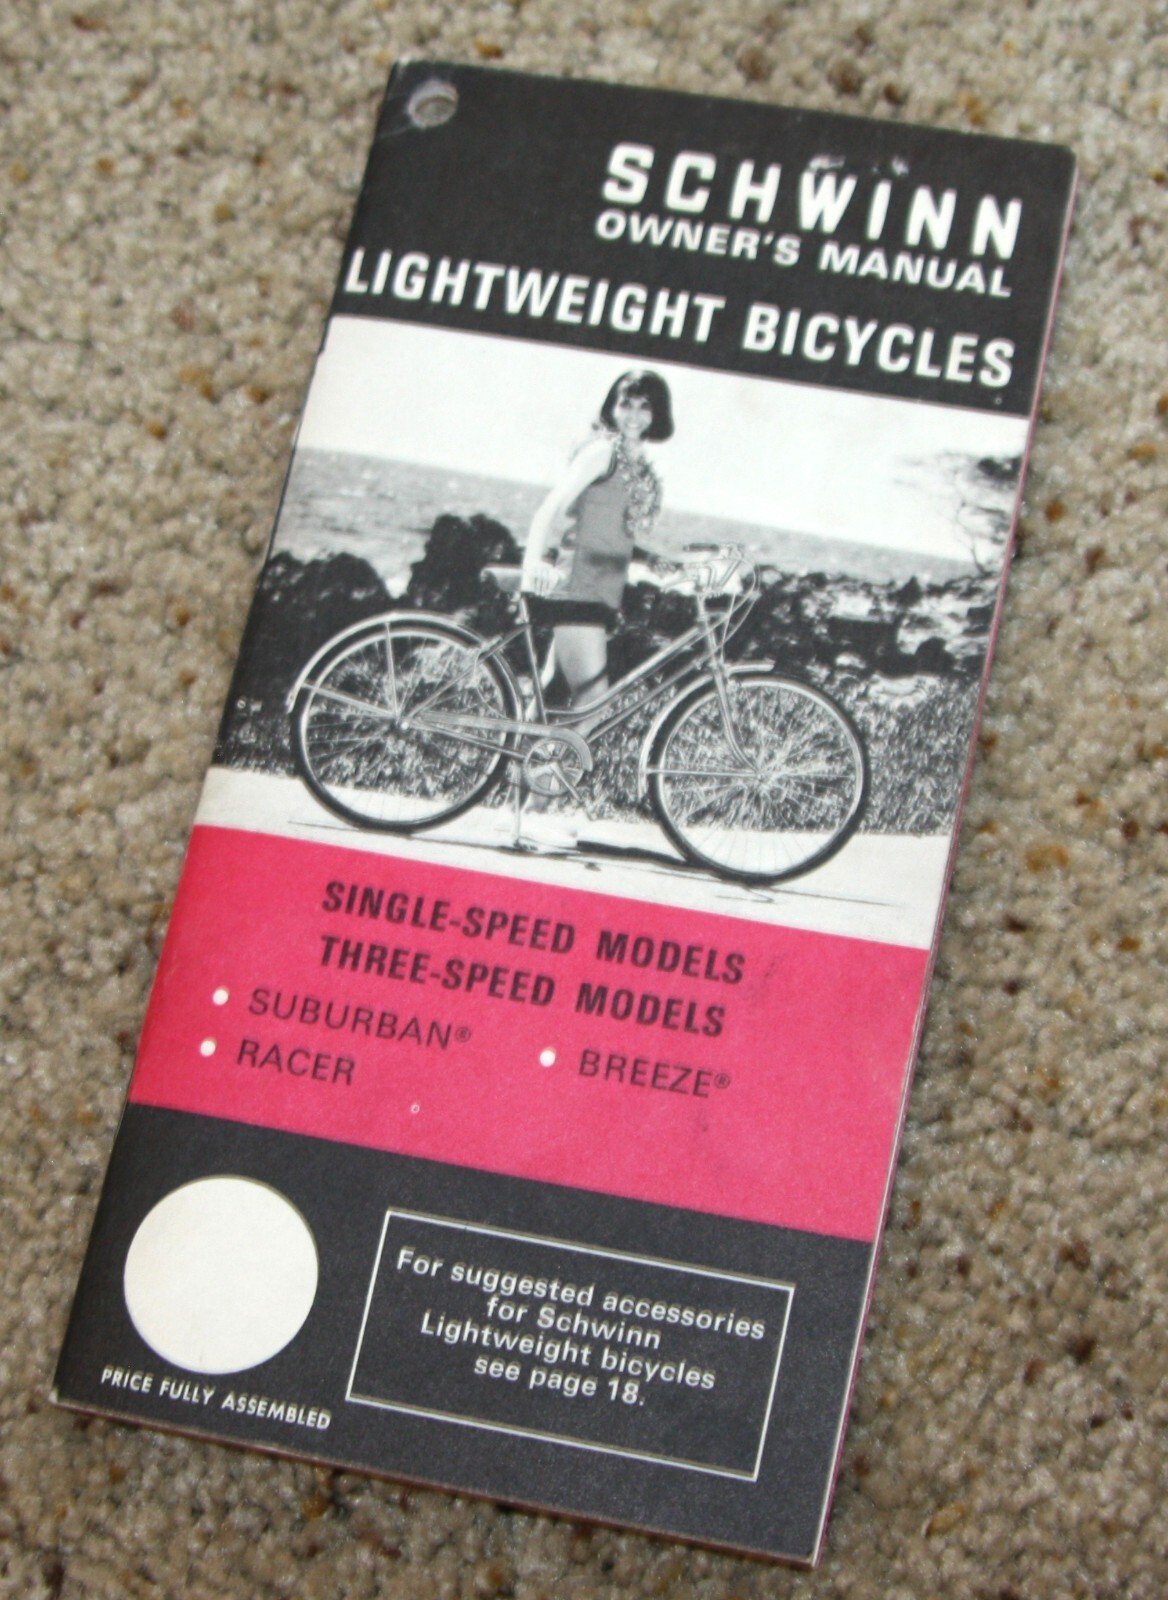 SCHWINN
OWNER'S MANUAL
LIGHTWEIGHT BICYCLES
SINGLE-SPEED MODELS
THREE-SPEED MODELS
• SUBURBAN®
• RACER
• BREEZE®
PRICE FULLY ASSEMBLED
For suggested accessories
for Schwinn
Lightweight bicycles
see page 18.